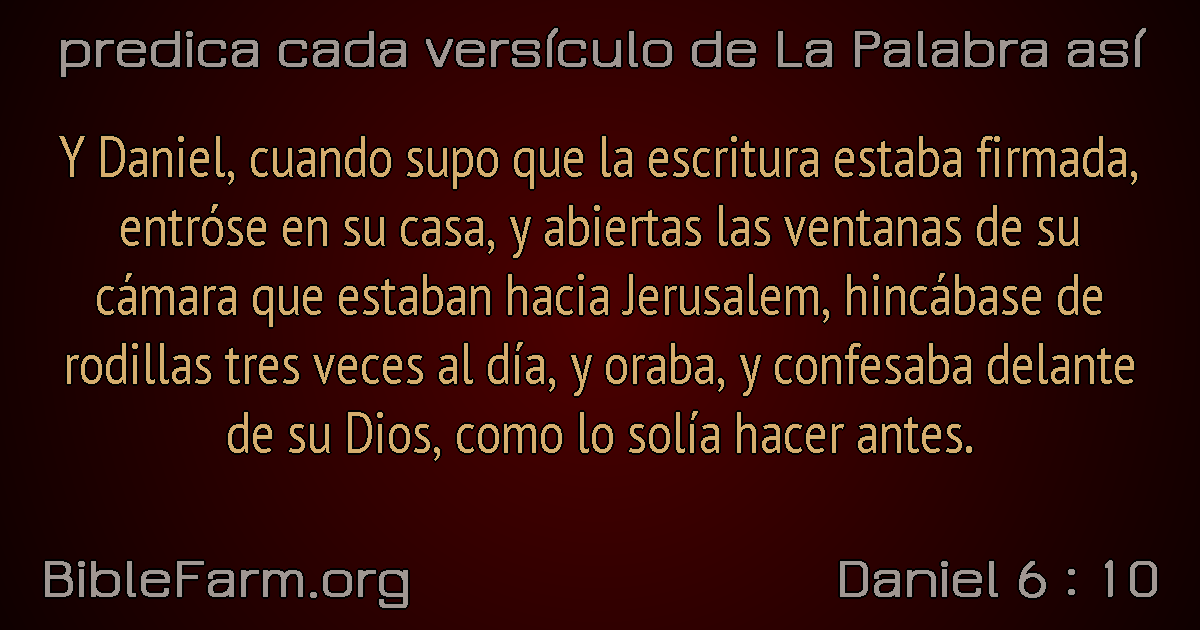 predica cada versículo de La Palabra así
Y Daniel, cuando supo que la escritura estaba firmada,
entróse en su casa, y abiertas las ventanas de su
cámara que estaban hacia Jerusalem, hincábase de
rodillas tres veces al día, y oraba, y confesaba delante
de su Dios, como lo solía hacer antes.
BibleFarm.org
Daniel 6 : 10